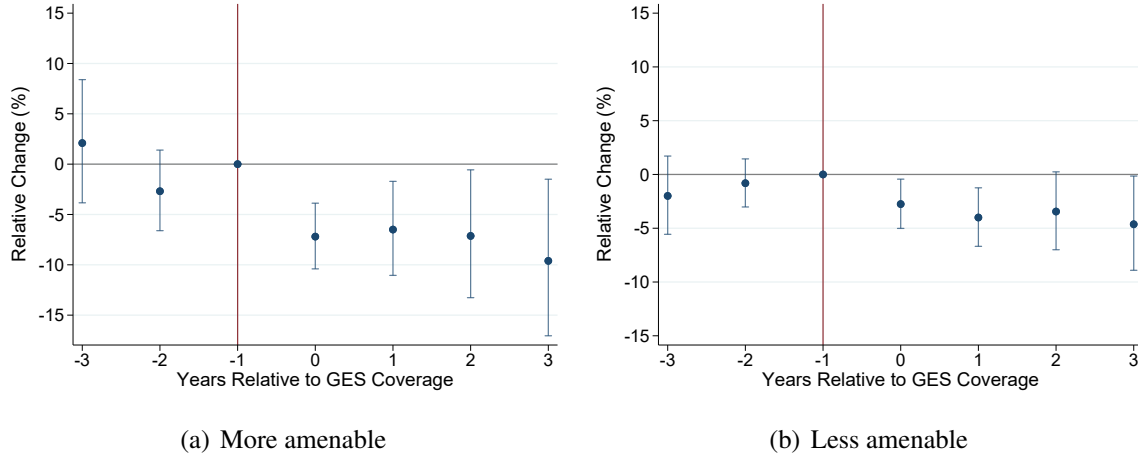 15
10
5
0
-5
-10
-15
Relative Change (%)
-3 -2 -1 0 1 2 3
Years Relative to GES Coverage
(a) More amenable
15
10
5
0
-5
-10
-15
Relative Change (%)
-3 -2 -1 0 1 2 3
Years Relative to GES Coverage
(b) Less amenable